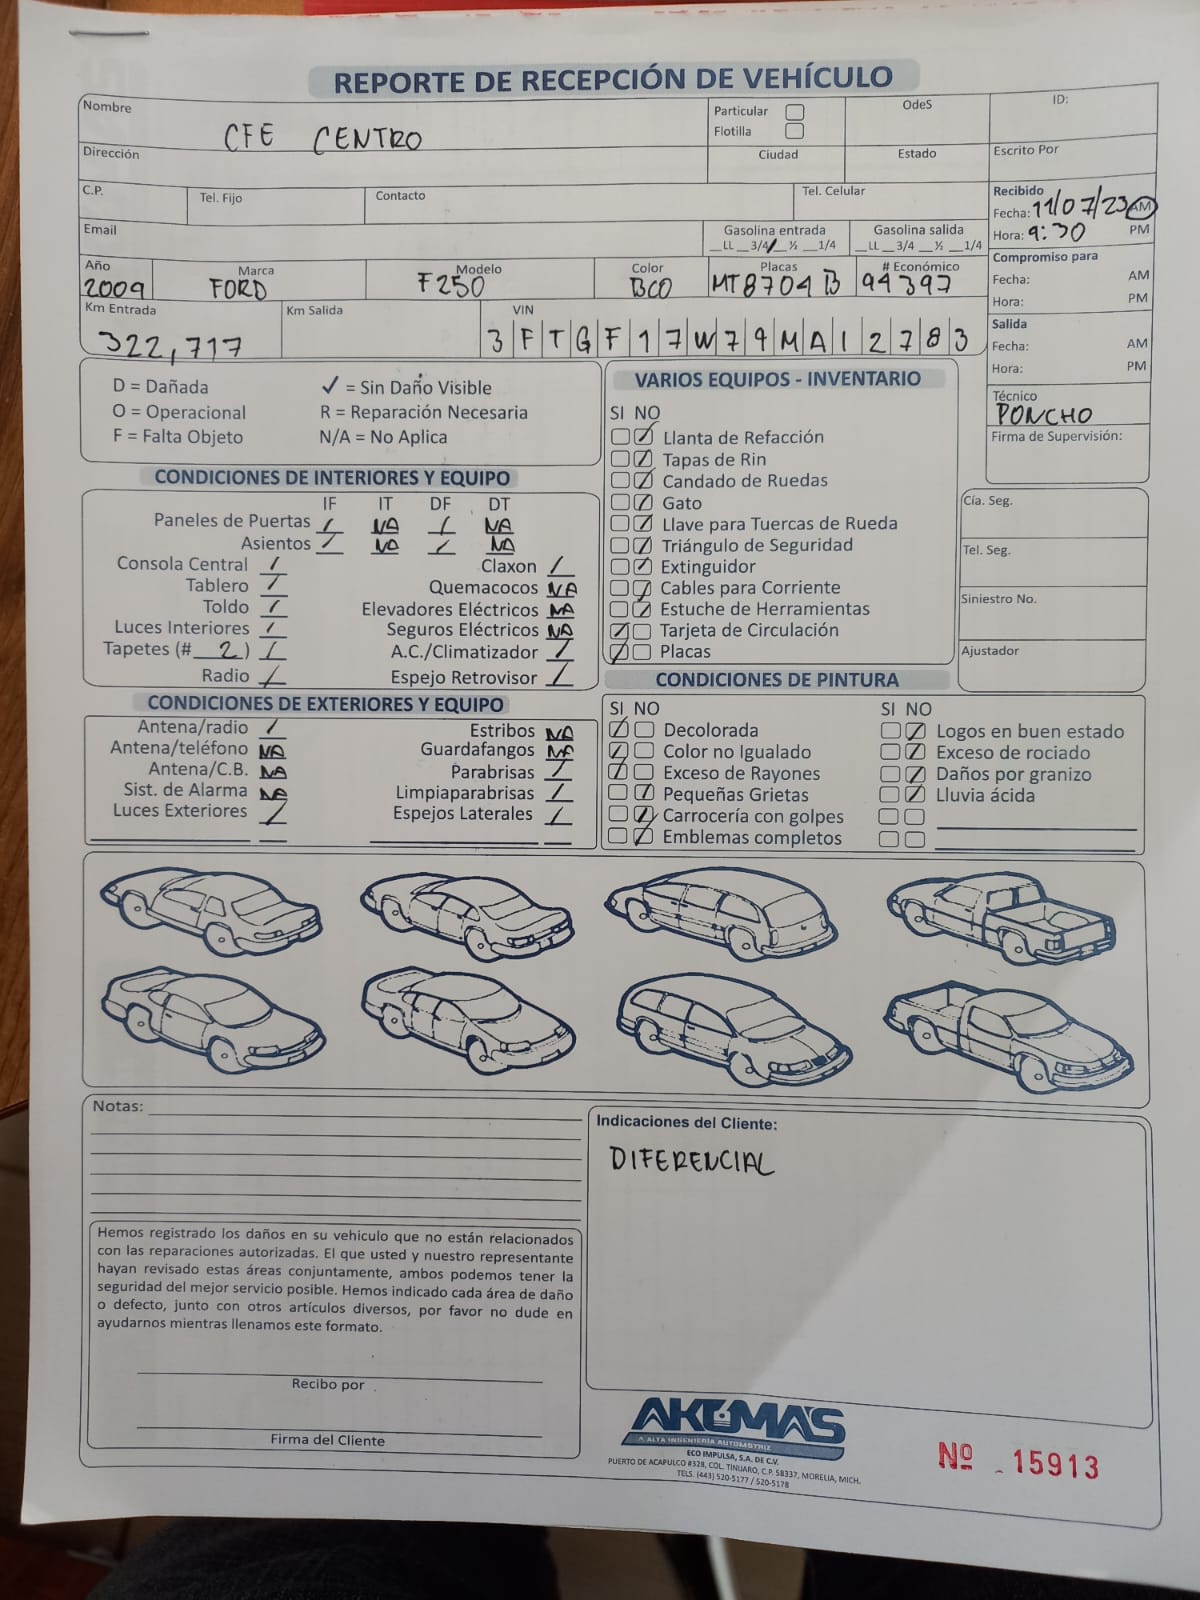 REPORTE DE RECEPCIÓN DE VEHÍCULO
Nombre CFE CENTRO
Particular
Flotilla
OdeS
ID:
Dirección
Ciudad
Estado
Escrito Por
C.P.
Tel. Fijo
Contacto
Tel. Celular
Recibido
Fecha: 11/07/23 AM
Hora: 9:30 PM
Email
Gasolina entrada
__LL __3/4 __½ __1/4
Gasolina salida
__LL __3/4 __½ __1/4
Compromiso para
Fecha: AM
Hora: PM
Año 2009
Marca FORD
Modelo F250
Color BCO
Placas MT8704B
# Económico 94397
Km Entrada 322,717
Km Salida
VIN 3FTGF17W79MA12783
Salida
Fecha: AM
Hora: PM
Técnico
PONCHO
Firma de Supervisión:
D = Dañada ✓ = Sin Daño Visible
O = Operacional R = Reparación Necesaria
F = Falta Objeto N/A = No Aplica
CONDICIONES DE INTERIORES Y EQUIPO
IF IT DF DT
Paneles de Puertas / NA / NA
Asientos / NA / NA
Consola Central / Claxon /
Tablero / Quemacocos NA
Toldo / Elevadores Eléctricos NA
Luces Interiores / Seguros Eléctricos NA
Tapetes (# 2 ) / A.C./Climatizador /
Radio / Espejo Retrovisor /
VARIOS EQUIPOS - INVENTARIO
SI NO
Llanta de Refacción
Tapas de Rin
Candado de Ruedas
Gato
Llave para Tuercas de Rueda
Triángulo de Seguridad
Extinguidor
Cables para Corriente
Estuche de Herramientas
Tarjeta de Circulación
Placas
Cía. Seg.
Tel. Seg.
Siniestro No.
Ajustador
CONDICIONES DE EXTERIORES Y EQUIPO
Antena/radio / Estribos NA
Antena/teléfono NA Guardafangos NA
Antena/C.B. NA Parabrisas /
Sist. de Alarma NA Limpiaparabrisas /
Luces Exteriores / Espejos Laterales /
CONDICIONES DE PINTURA
SI NO SI NO
Decolorada Logos en buen estado
Color no Igualado Exceso de rociado
Exceso de Rayones Daños por granizo
Pequeñas Grietas Lluvia ácida
Carrocería con golpes
Emblemas completos
Notas:
Indicaciones del Cliente:
DIFERENCIAL
Hemos registrado los daños en su vehiculo que no están relacionados
con las reparaciones autorizadas. El que usted y nuestro representante
hayan revisado estas áreas conjuntamente, ambos podemos tener la
seguridad del mejor servicio posible. Hemos indicado cada área de daño
o defecto, junto con otros artículos diversos, por favor no dude en
ayudarnos mientras llenamos este formato.
Recibo por
Firma del Cliente
AKUMA'S
A ALTA INGENIERÍA AUTOMOTRIZ
ECO IMPULSA, S.A. DE C.V.
PUERTO DE ACAPULCO #328, COL. TINIJARO, C.P. 58337, MORELIA, MICH.
TELS. (443) 520-5177 / 520-5178
Nº 15913